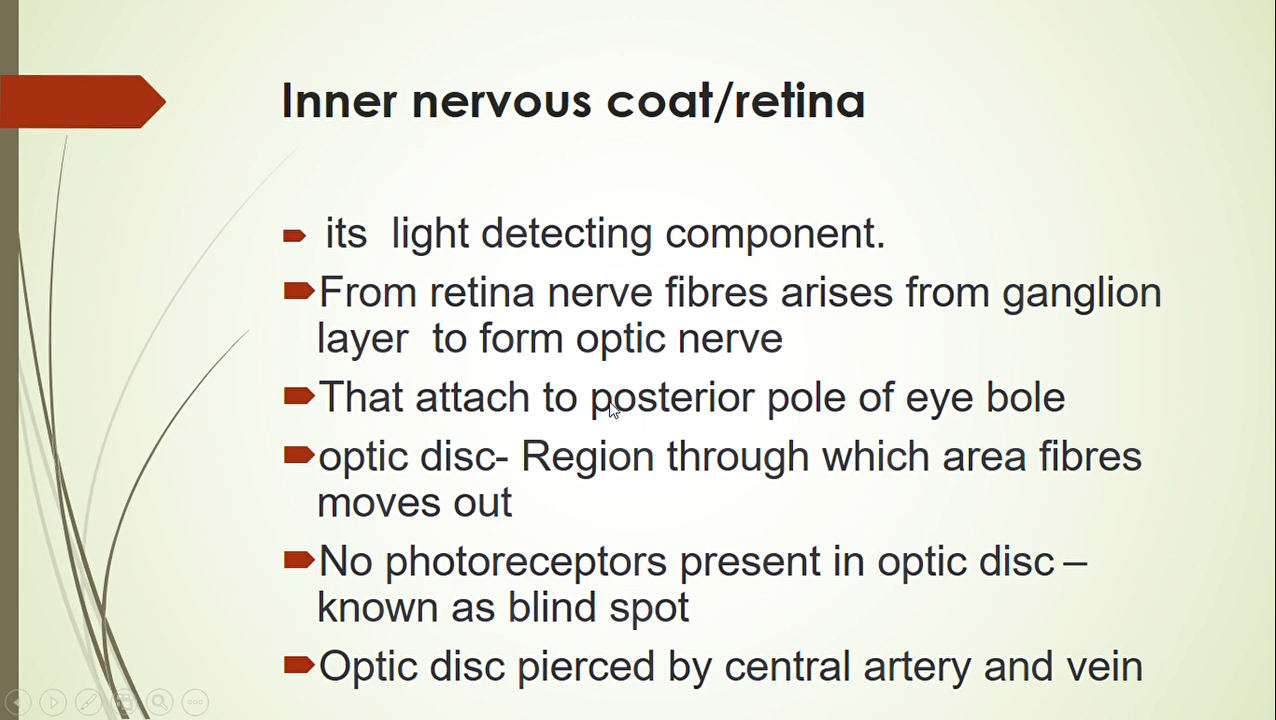 Inner nervous coat/retina
its light detecting component.
From retina nerve fibres arises from ganglion
layer to form optic nerve
That attach to posterior pole of eye bole
optic disc- Region through which area fibres
moves out
No photoreceptors present in optic disc –
known as blind spot
Optic disc pierced by central artery and vein